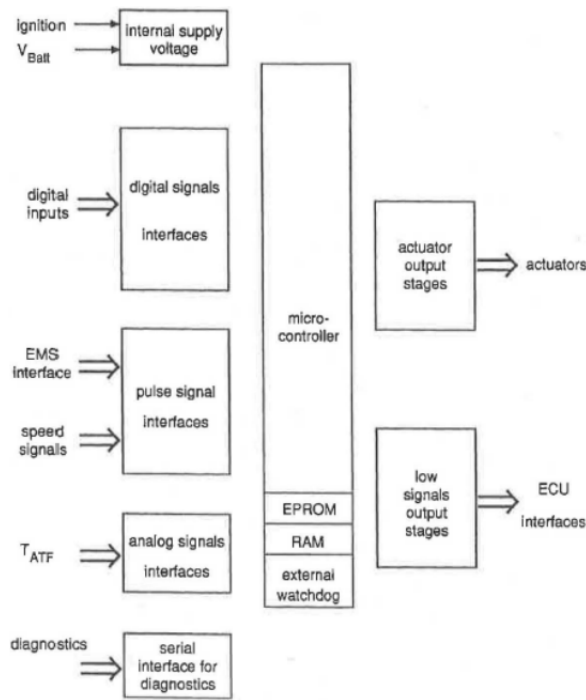 ignition
V_Batt
internal supply
voltage
digital
inputs
digital signals
interfaces
EMS
interface
speed
signals
pulse signal
interfaces
T_ATF
analog signals
interfaces
diagnostics
serial
interface for
diagnostics
micro-
controller
EPROM
RAM
external
watchdog
actuator
output
stages
actuators
low
signals
output
stages
ECU
interfaces